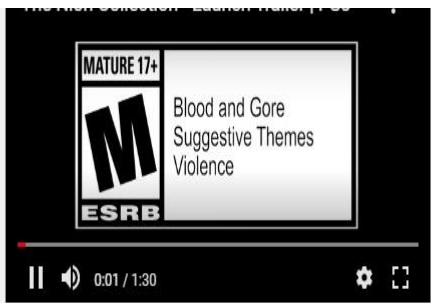 MATURE 17+
M
ESRB
Blood and Gore
Suggestive Themes
Violence
0:01 / 1:30